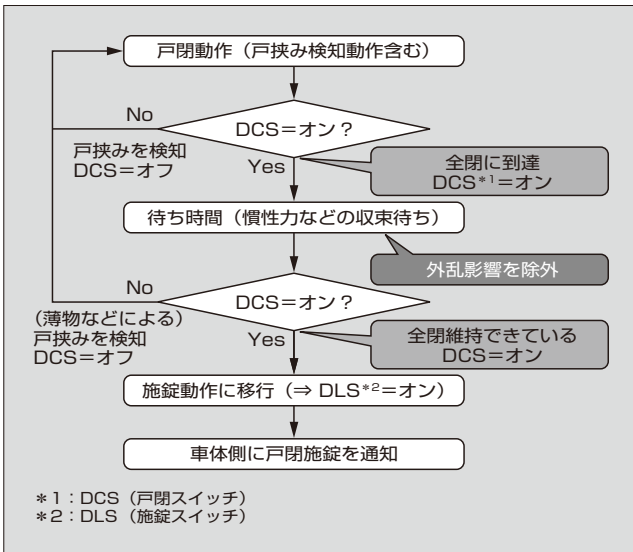 戸閉動作（戸挟み検知動作含む）
No
DCS＝オン？
戸挟みを検知
DCS＝オフ
Yes
全閉に到達
DCS*1＝オン
待ち時間（慣性力などの収束待ち）
外乱影響を除外
No
DCS＝オン？
（薄物などによる）
戸挟みを検知
DCS＝オフ
Yes
全閉維持できている
DCS＝オン
施錠動作に移行（⇒ DLS*2＝オン）
車体側に戸閉施錠を通知
＊1：DCS（戸閉スイッチ）
＊2：DLS（施錠スイッチ）